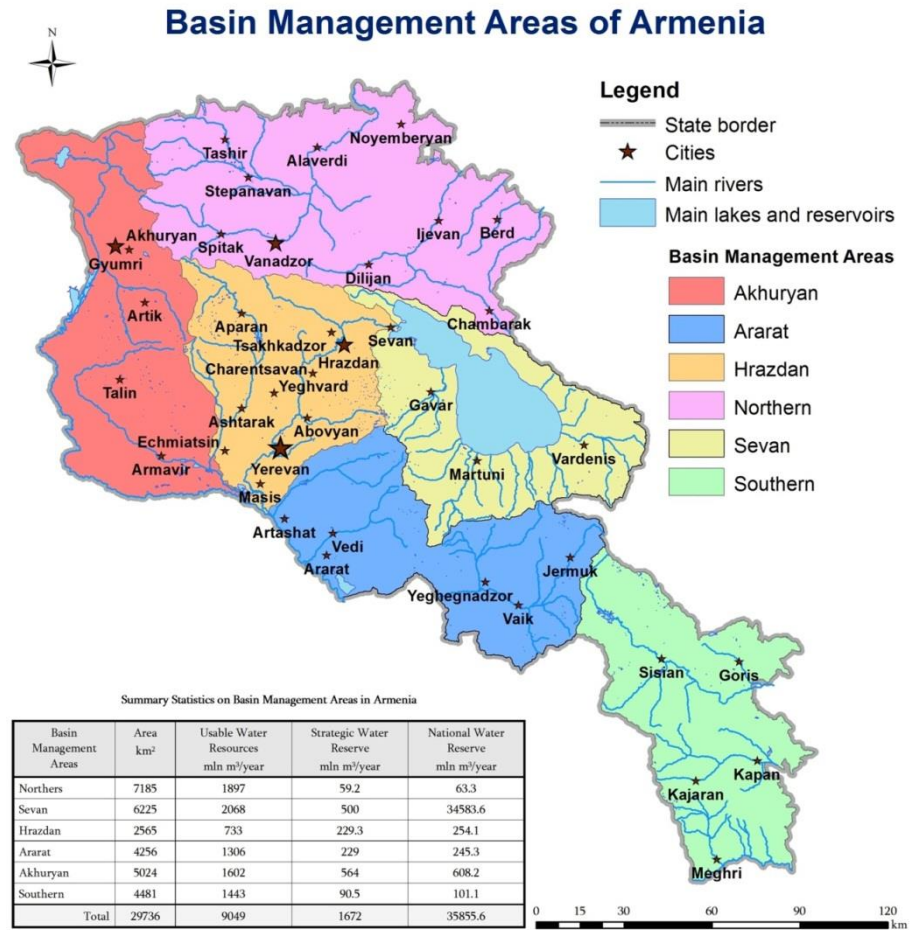 Basin Management Areas of Armenia
N
Legend
State border
Cities
Main rivers
Main lakes and reservoirs
Basin Management Areas
Akhuryan
Ararat
Hrazdan
Northern
Sevan
Southern
Noyemberyan
Tashir
Alaverdi
Stepanavan
Akhuryan
Gyumri
Spitak
Vanadzor
Ijevan
Berd
Dilijan
Artik
Aparan
Tsakhkadzor
Sevan
Chambarak
Hrazdan
Charentsavan
Talin
Yeghvard
Gavar
Ashtarak
Abovyan
Echmiatsin
Armavir
Yerevan
Martuni
Vardenis
Masis
Artashat
Vedi
Ararat
Jermuk
Yeghegnadzor
Vaik
Sisian
Goris
Kapan
Kajaran
Meghri
Summary Statistics on Basin Management Areas in Armenia
Basin Management Areas Area km² Usable Water Resources mln m³/year Strategic Water Reserve mln m³/year National Water Reserve mln m³/year
Northers 7185 1897 59.2 63.3
Sevan 6225 2068 500 34583.6
Hrazdan 2565 733 229.3 254.1
Ararat 4256 1306 229 245.3
Akhuryan 5024 1602 564 608.2
Southern 4481 1443 90.5 101.1
Total 29736 9049 1672 35855.6
0 15 30 60 90 120
km